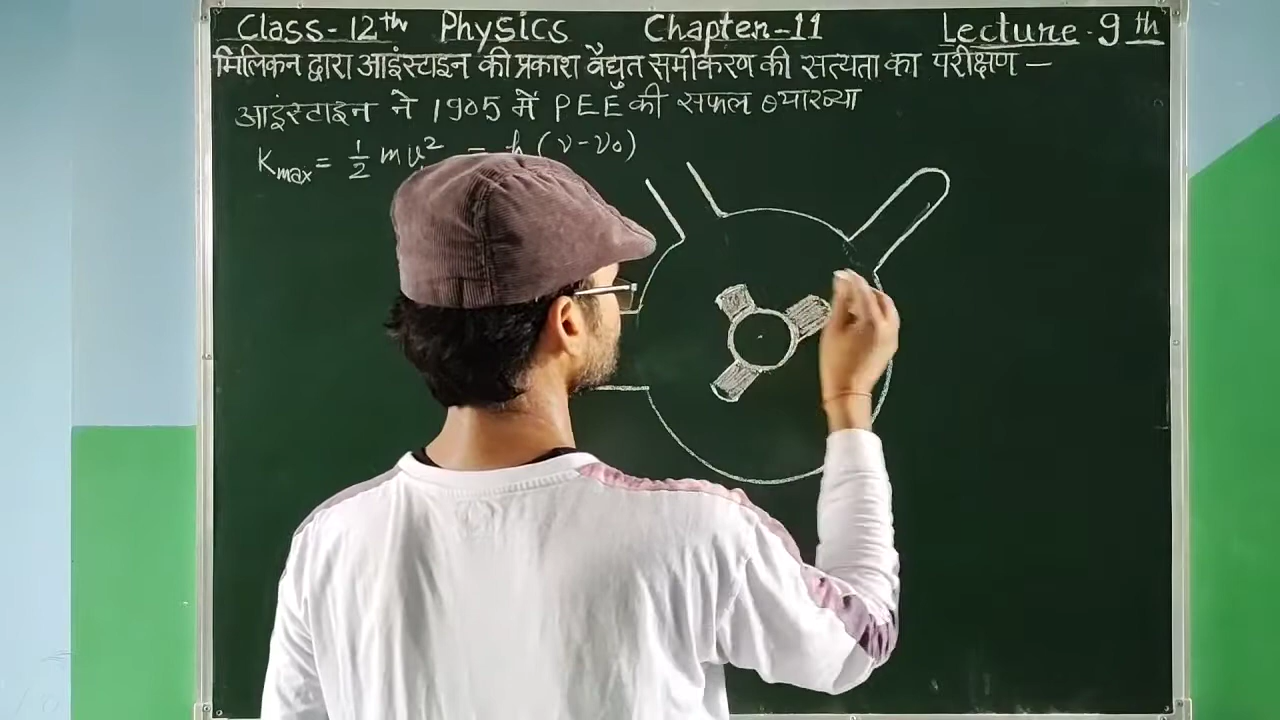 Class-12th Physics Chapter-11 Lecture-9th
मिलिकन द्वारा आइंस्टाइन की प्रकाश वैद्युत समीकरण की सत्यता का परीक्षण –
आइंस्टाइन ने 1905 में PEE की सफल व्याख्या
Kmax = 1/2 mv² = h(ν-ν₀)